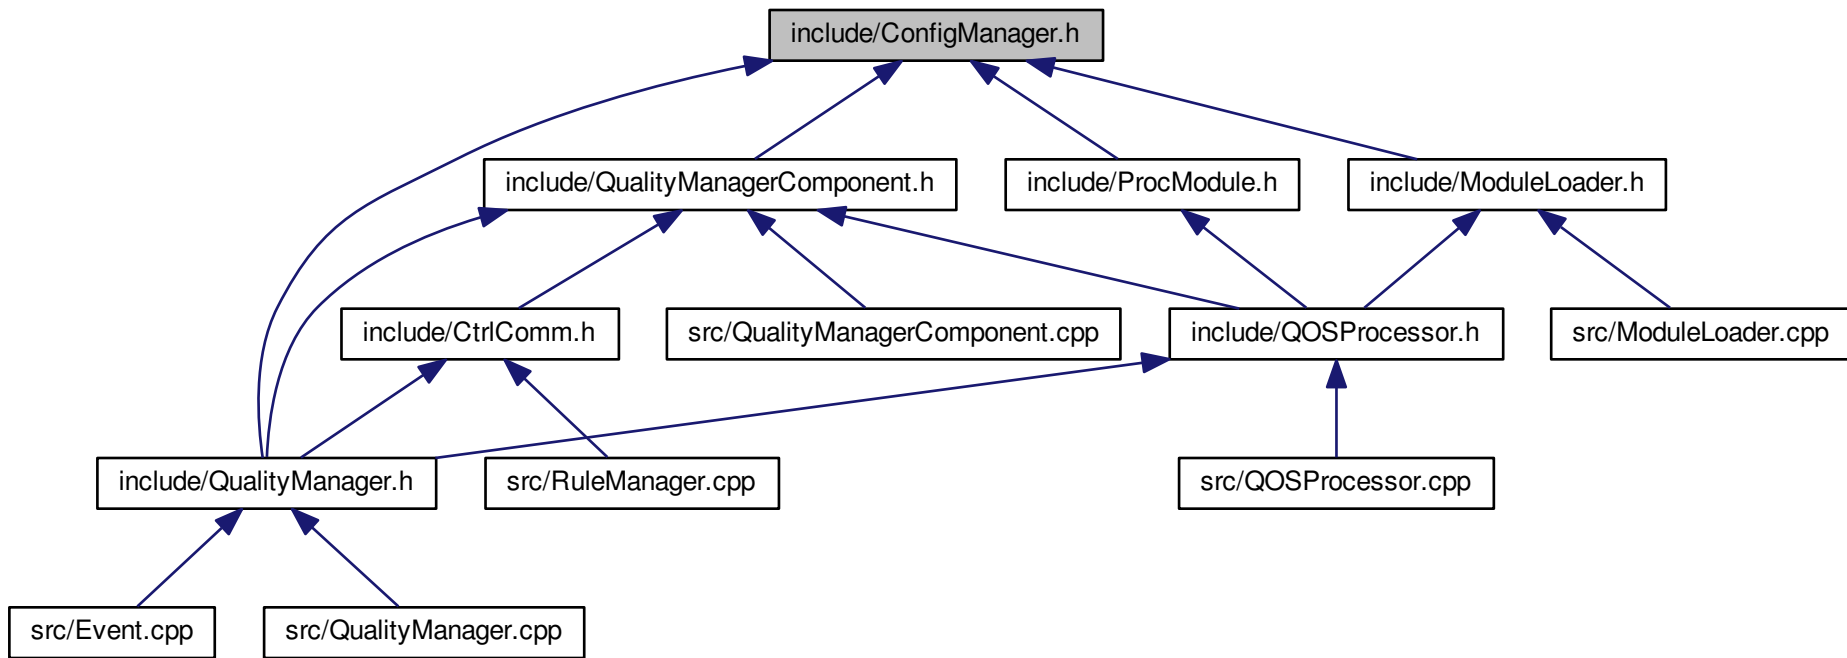 include/ConfigManager.h
include/QualityManagerComponent.h
include/ProcModule.h
include/ModuleLoader.h
include/CtrlComm.h
src/QualityManagerComponent.cpp
include/QOSProcessor.h
src/ModuleLoader.cpp
include/QualityManager.h
src/RuleManager.cpp
src/QOSProcessor.cpp
src/Event.cpp
src/QualityManager.cpp